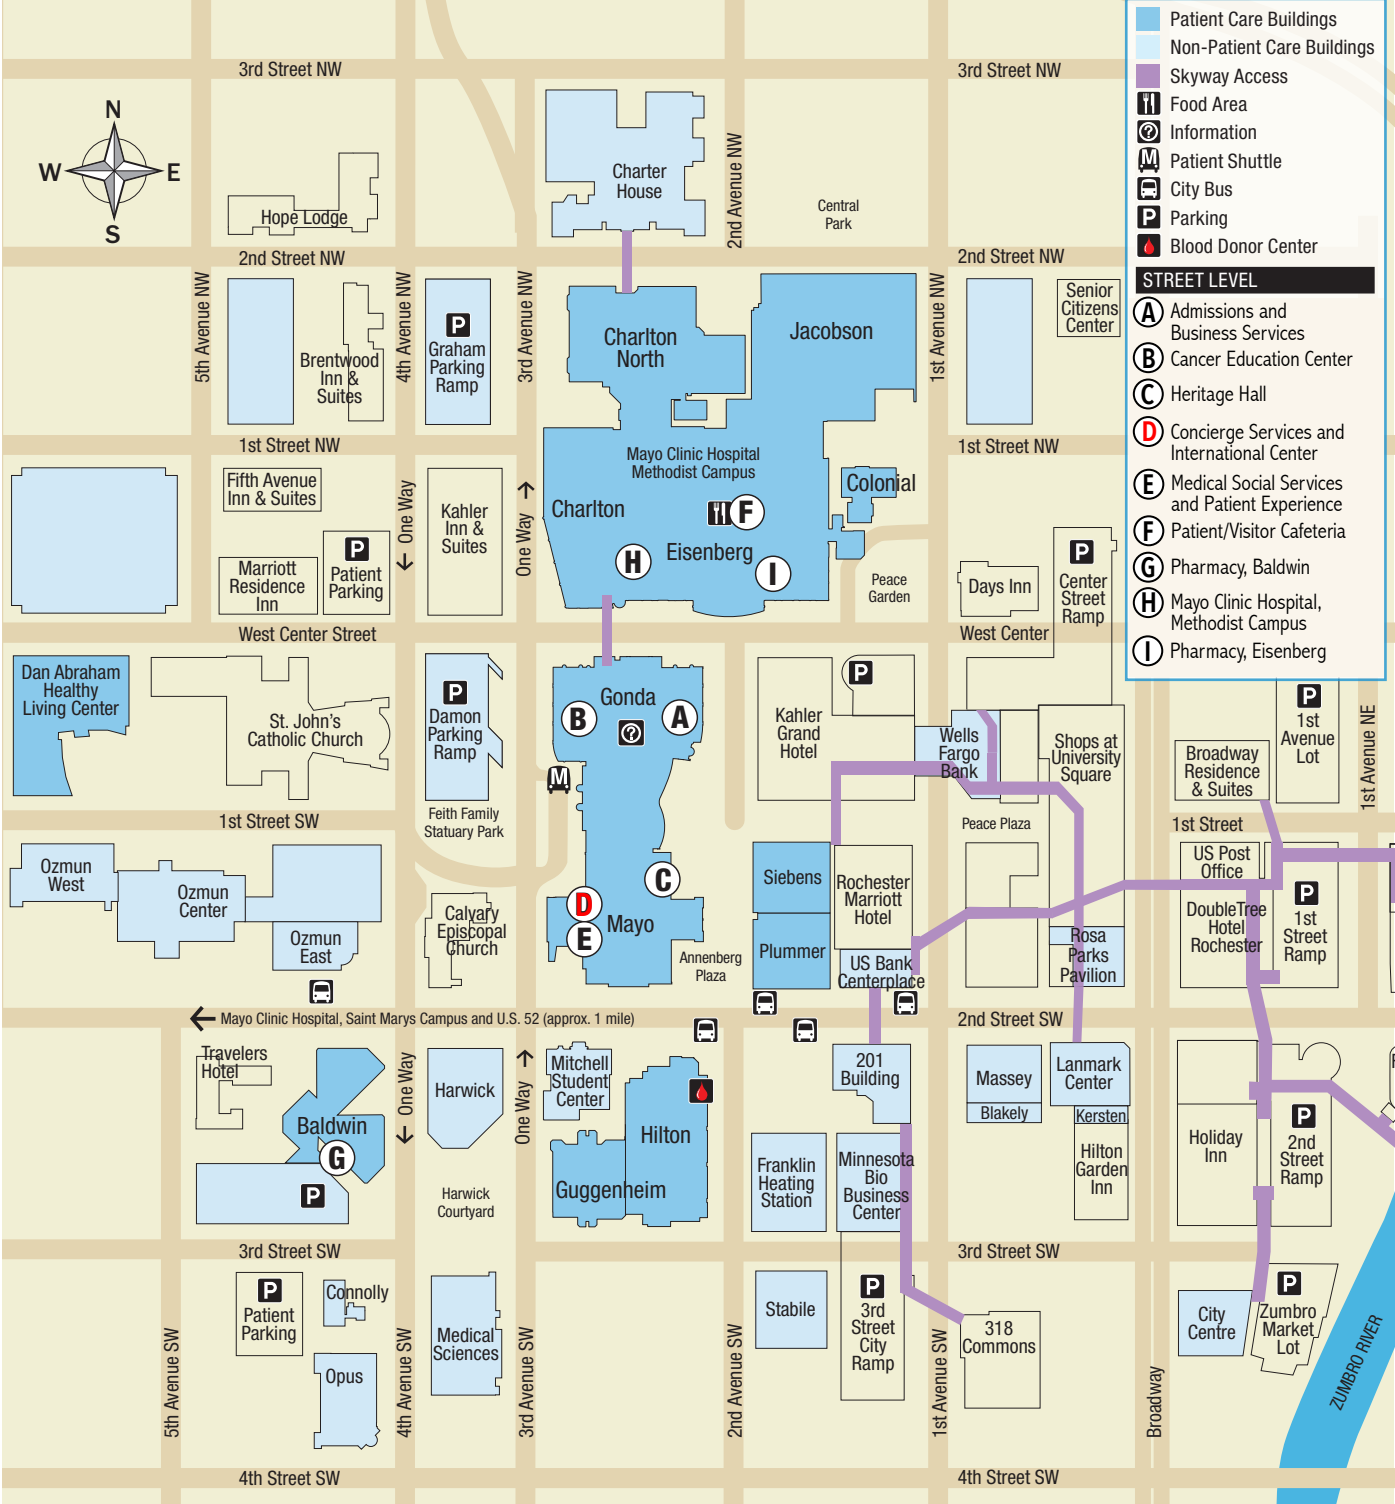 Patient Care Buildings
Non-Patient Care Buildings
Skyway Access
Food Area
Information
M
Patient Shuttle
City Bus
P
Parking
Blood Donor Center
STREET LEVEL
A
Admissions and
Business Services
B
Cancer Education Center
C
Heritage Hall
D
Concierge Services and
International Center
E
Medical Social Services
and Patient Experience
F
Patient/Visitor Cafeteria
G
Pharmacy, Baldwin
H
Mayo Clinic Hospital,
Methodist Campus
I
Pharmacy, Eisenberg
3rd Street NW
3rd Street NW
N
W
E
S
Hope Lodge
Charter
House
2nd Avenue NW
Central
Park
2nd Street NW
2nd Street NW
5th Avenue NW
Brentwood
Inn &
Suites
4th Avenue NW
P
Graham
Parking
Ramp
3rd Avenue NW
Charlton
North
Jacobson
1st Avenue NW
Senior
Citizens
Center
1st Street NW
1st Street NW
Fifth Avenue
Inn & Suites
Marriott
Residence
Inn
P
Patient
Parking
One Way
Kahler
Inn &
Suites
One Way
Mayo Clinic Hospital
Methodist Campus
Charlton
F
Eisenberg
H
I
Colonial
Peace
Garden
Days Inn
P
Center
Street
Ramp
West Center Street
West Center
Dan Abraham
Healthy
Living Center
St. John's
Catholic Church
P
Damon
Parking
Ramp
Feith Family
Statuary Park
Gonda
B
?
A
M
Kahler
Grand
Hotel
P
Wells
Fargo
Bank
Shops at
University
Square
Peace Plaza
P
1st
Avenue
Lot
Broadway
Residence
& Suites
1st Avenue NE
1st Street SW
1st Street
Ozmun
West
Ozmun
Center
Ozmun
East
Calvary
Episcopal
Church
C
D
E
Mayo
Annenberg
Plaza
Siebens
Plummer
Rochester
Marriott
Hotel
US Bank
Centerplace
Rosa
Parks
Pavilion
US Post
Office
DoubleTree
Hotel
Rochester
P
1st
Street
Ramp
Mayo Clinic Hospital, Saint Marys Campus and U.S. 52 (approx. 1 mile)
2nd Street SW
Travelers
Hotel
Baldwin
G
P
One Way
Harwick
Harwick
Courtyard
One Way
Mitchell
Student
Center
Hilton
Guggenheim
201
Building
Franklin
Heating
Station
Minnesota
Bio
Business
Center
Massey
Blakely
Lanmark
Center
Kersten
Hilton
Garden
Inn
Holiday
Inn
P
2nd
Street
Ramp
3rd Street SW
3rd Street SW
5th Avenue SW
P
Patient
Parking
Connolly
Opus
4th Avenue SW
Medical
Sciences
3rd Avenue SW
2nd Avenue SW
Stabile
P
3rd
Street
City
Ramp
1st Avenue SW
318
Commons
Broadway
City
Centre
P
Zumbro
Market
Lot
ZUMBRO RIVER
4th Street SW
4th Street SW